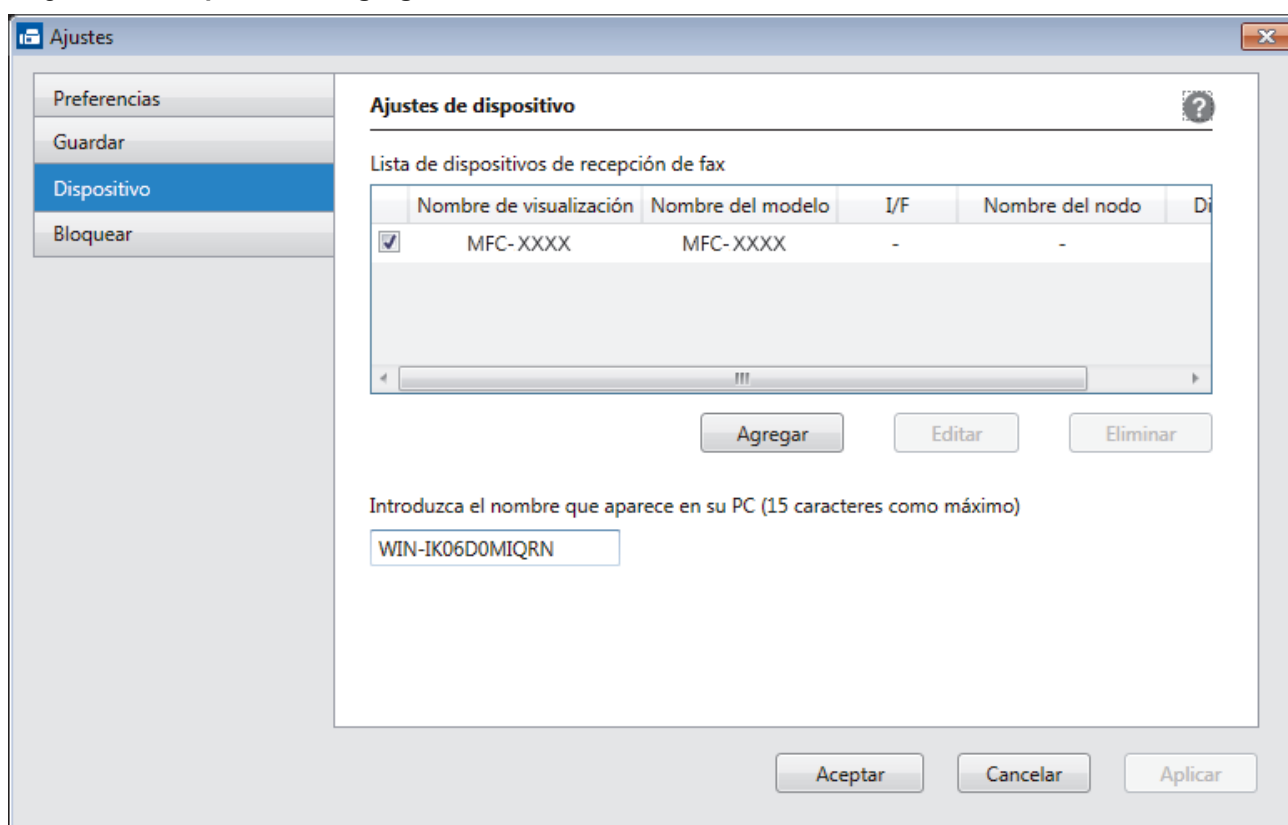 Ajustes
Preferencias
Guardar
Dispositivo
Bloquear
Ajustes de dispositivo
Lista de dispositivos de recepción de fax
Nombre de visualización Nombre del modelo I/F Nombre del nodo Di
MFC-XXXX MFC-XXXX - -
Agregar Editar Eliminar
Introduzca el nombre que aparece en su PC (15 caracteres como máximo)
WIN-IK06D0MIQRN
Aceptar Cancelar Aplicar